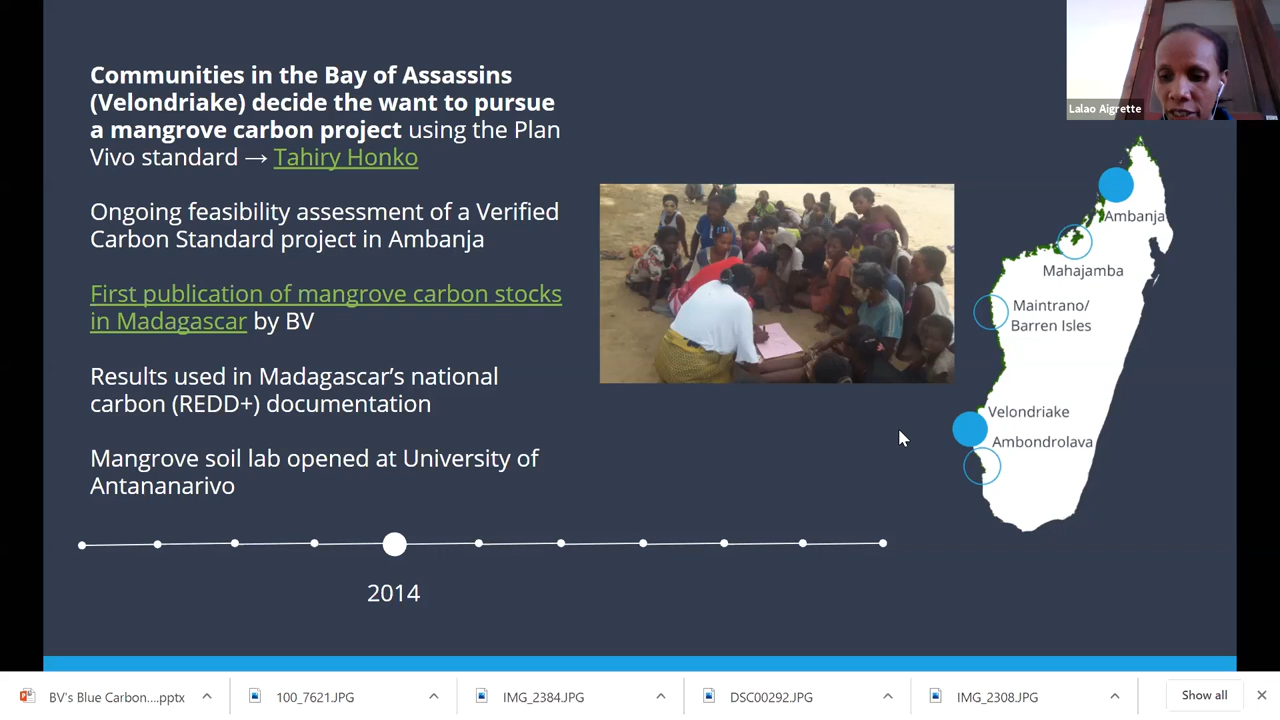 Communities in the Bay of Assassins
(Velondriake) decide the want to pursue
a mangrove carbon project using the Plan
Vivo standard → Tahiry Honko
Ongoing feasibility assessment of a Verified
Carbon Standard project in Ambanja
First publication of mangrove carbon stocks
in Madagascar by BV
Results used in Madagascar's national
carbon (REDD+) documentation
Mangrove soil lab opened at University of
Antananarivo
2014
Lalao Aigrette
Ambanja
Mahajamba
Maintrano/
Barren Isles
Velondriake
Ambondrolava
BV's Blue Carbon....pptx
100_7621.JPG
IMG_2384.JPG
DSC00292.JPG
IMG_2308.JPG
Show all